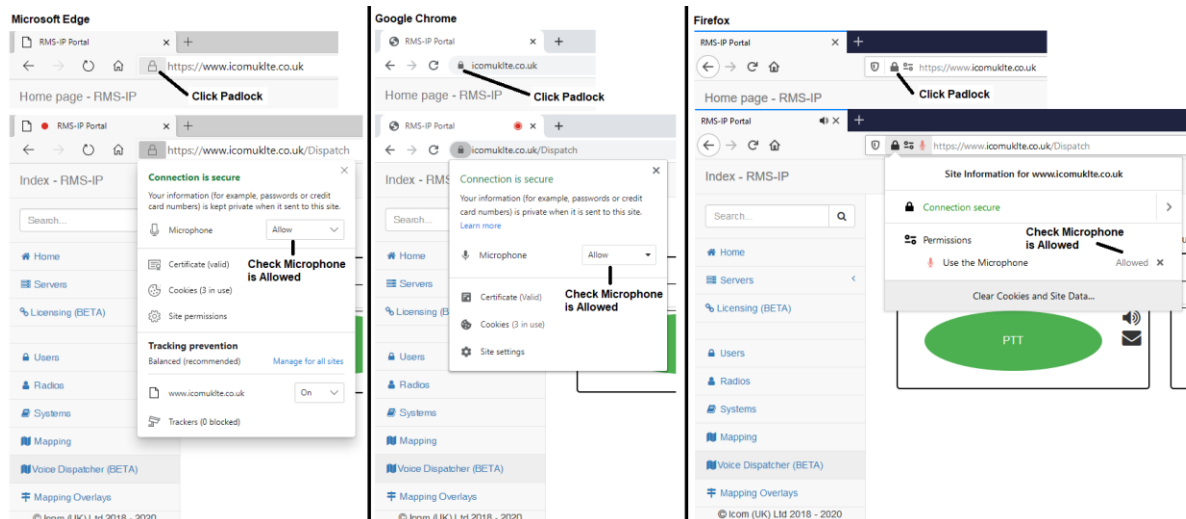 Microsoft Edge
RMS-IP Portal
https://www.icomuklte.co.uk
Home page - RMS-IP
Click Padlock
RMS-IP Portal
https://www.icomuklte.co.uk/Dispatch
Index - RMS-IP
Connection is secure
Your information (for example, passwords or credit
card numbers) is kept private when it sent to this site.
Search...
Microphone
Allow
Check Microphone
is Allowed
Home
Certificate (valid)
Servers
Cookies (3 in use)
Licensing (BETA)
Site permissions
Tracking prevention
Users
Balanced (recommended)
Manage for all sites
Radios
www.icomuklte.co.uk
On
Systems
Trackers (0 blocked)
Mapping
Voice Dispatcher (BETA)
Mapping Overlays
© Icom (UK) Ltd 2018 - 2020
Google Chrome
RMS-IP Portal
icomuklte.co.uk
Home page - RMS-IP
Click Padlock
RMS-IP Portal
icomuklte.co.uk/Dispatch
Index - RMS
Connection is secure
Your information (for example, passwords or credit
card numbers) is private when it is sent to this site.
Learn more
Search...
Microphone
Allow
Check Microphone
is Allowed
Home
Servers
Certificate (Valid)
Licensing (B
Cookies (3 in use)
Site settings
Users
Radios
Systems
Mapping
Voice Dispatcher (BETA)
Mapping Overlays
© Icom (UK) Ltd 2018 - 2020
Firefox
RMS-IP Portal
https://www.icomuklte.co.uk
Home page - RMS-IP
Click Padlock
RMS-IP Portal
https://www.icomuklte.co.uk/Dispatch
Index - RMS-IP
Site Information for www.icomuklte.co.uk
Connection secure
Search...
Permissions
Check Microphone
is Allowed
Use the Microphone
Allowed
Clear Cookies and Site Data...
Home
Servers
Licensing (BETA)
PTT
Users
Radios
Systems
Mapping
Voice Dispatcher (BETA)
Mapping Overlays
© Icom (UK) Ltd 2018 - 2020